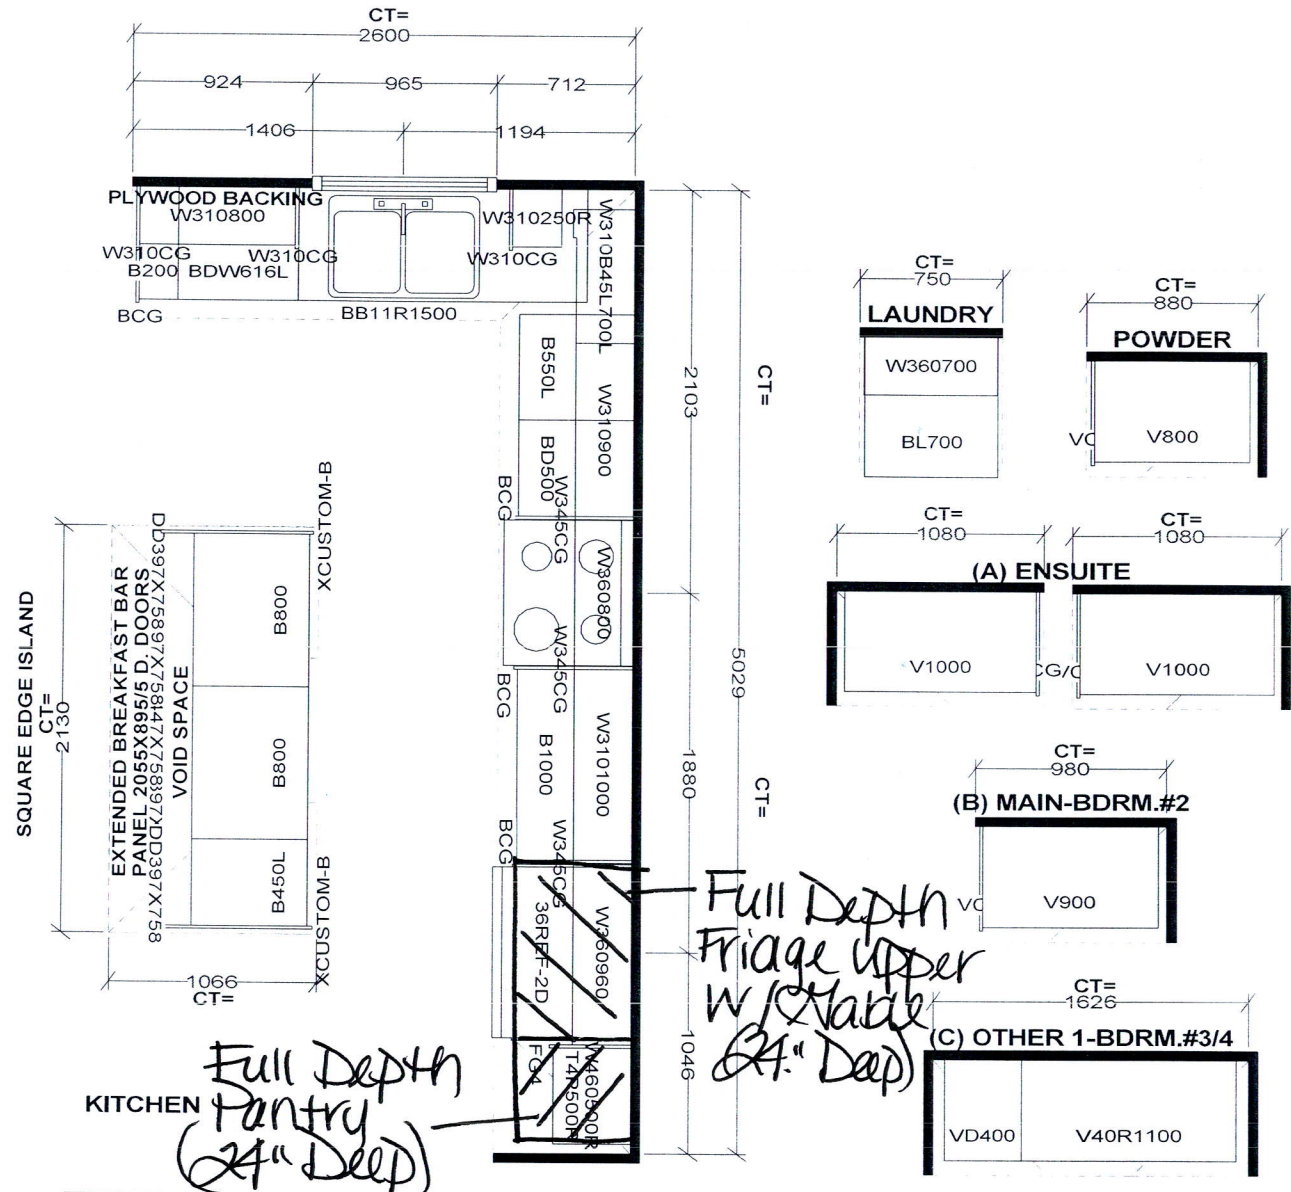 CT=
2600
924 965 712
1406 1194
PLYWOOD BACKING
W310800
W310CG
B200 BDW616L
W310CG
BCG
BB11R1500
W310250R
W310CG
W310B45L700L
B550L
W310900
BD500
BCG
W345CG
W360800
W345CG
BCG
B1000
W3101000
BCG
W345CG
36REF-2D
W360960
FG4
T4P500R
W460500R
2103
1880
1046
5029
CT=
CT=
Full Depth
Friage upper
W/Gable
(24" Deep)
Full Depth
Pantry
(24" Deep)
KITCHEN
SQUARE EDGE ISLAND
CT=
2130
EXTENDED BREAKFAST BAR
PANEL 2055X895/5 D. DOORS
VOID SPACE
B800
B800
B450L
XCUSTOM-B
XCUSTOM-B
1066
CT=
CT=
750
LAUNDRY
W360700
BL700
CT=
880
POWDER
V800
CT=
1080
CT=
1080
(A) ENSUITE
V1000
CG/C
V1000
CT=
980
(B) MAIN-BDRM.#2
V900
CT=
1626
(C) OTHER 1-BDRM.#3/4
VD400 V40R1100